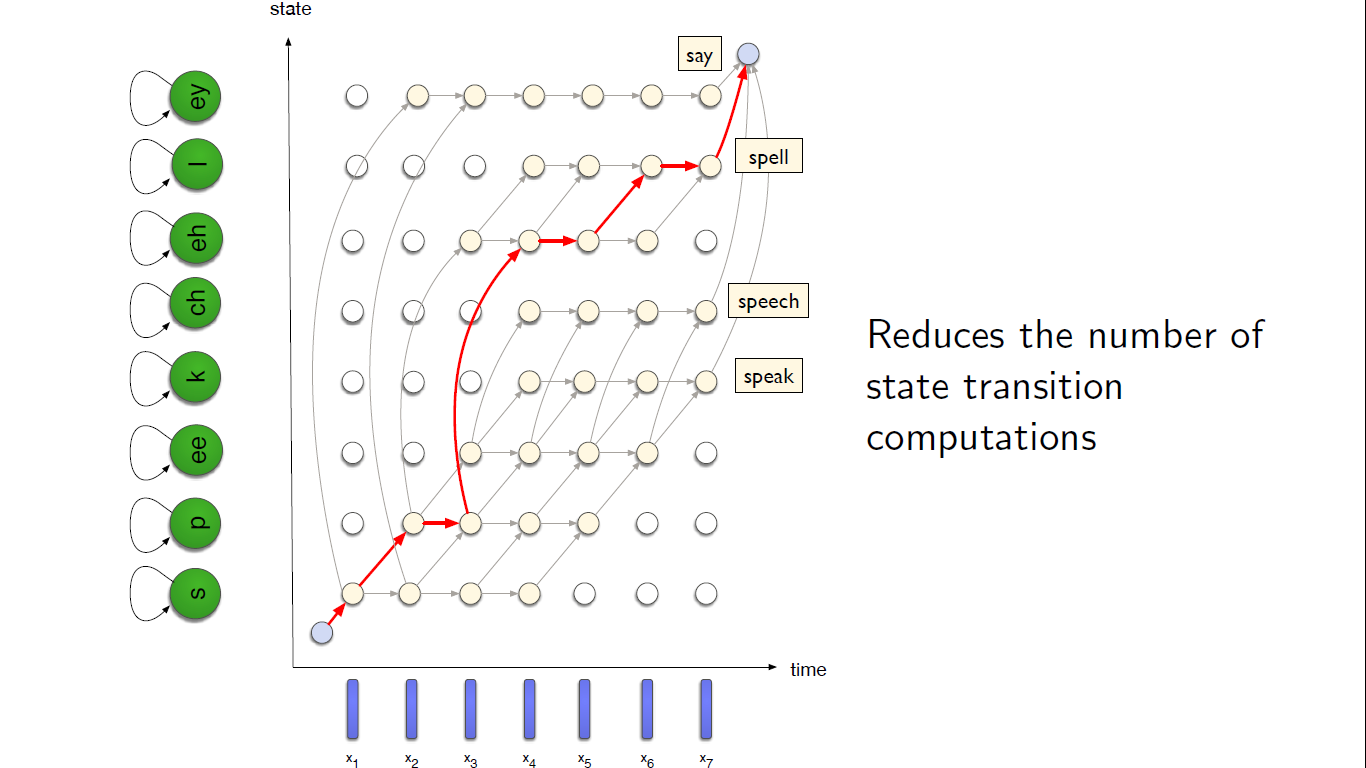 state
say
ey
l
spell
eh
ch
speech
k
speak
ee
p
s
Reduces the number of
state transition
computations
time
x1 x2 x3 x4 x5 x6 x7